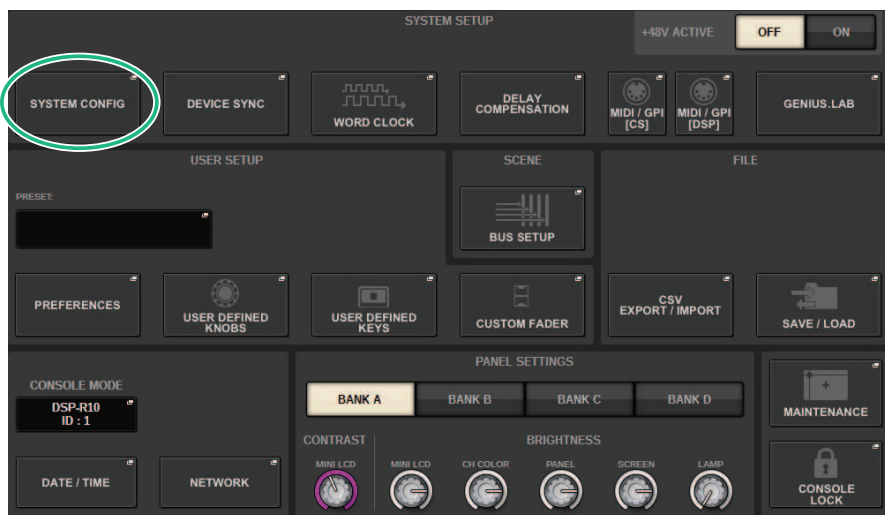 SYSTEM SETUP
+48V ACTIVE
OFF
ON
SYSTEM CONFIG
DEVICE SYNC
WORD CLOCK
DELAY
COMPENSATION
MIDI / GPI
[CS]
MIDI / GPI
[DSP]
GENIUS.LAB
USER SETUP
SCENE
FILE
PRESET:
BUS SETUP
PREFERENCES
USER DEFINED
KNOBS
USER DEFINED
KEYS
CUSTOM FADER
CSV
EXPORT / IMPORT
SAVE / LOAD
CONSOLE MODE
DSP-R10
ID : 1
PANEL SETTINGS
BANK A
BANK B
BANK C
BANK D
MAINTENANCE
CONTRAST
BRIGHTNESS
MINI LCD
MINI LCD
CH COLOR
PANEL
SCREEN
LAMP
DATE / TIME
NETWORK
CONSOLE
LOCK